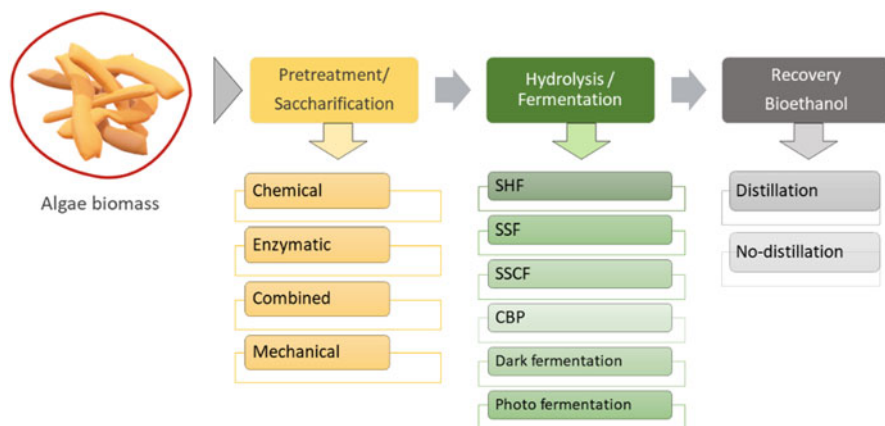 Algae biomass
Pretreatment/
Saccharification
Chemical
Enzymatic
Combined
Mechanical
Hydrolysis /
Fermentation
SHF
SSF
SSCF
CBP
Dark fermentation
Photo fermentation
Recovery
Bioethanol
Distillation
No-distillation